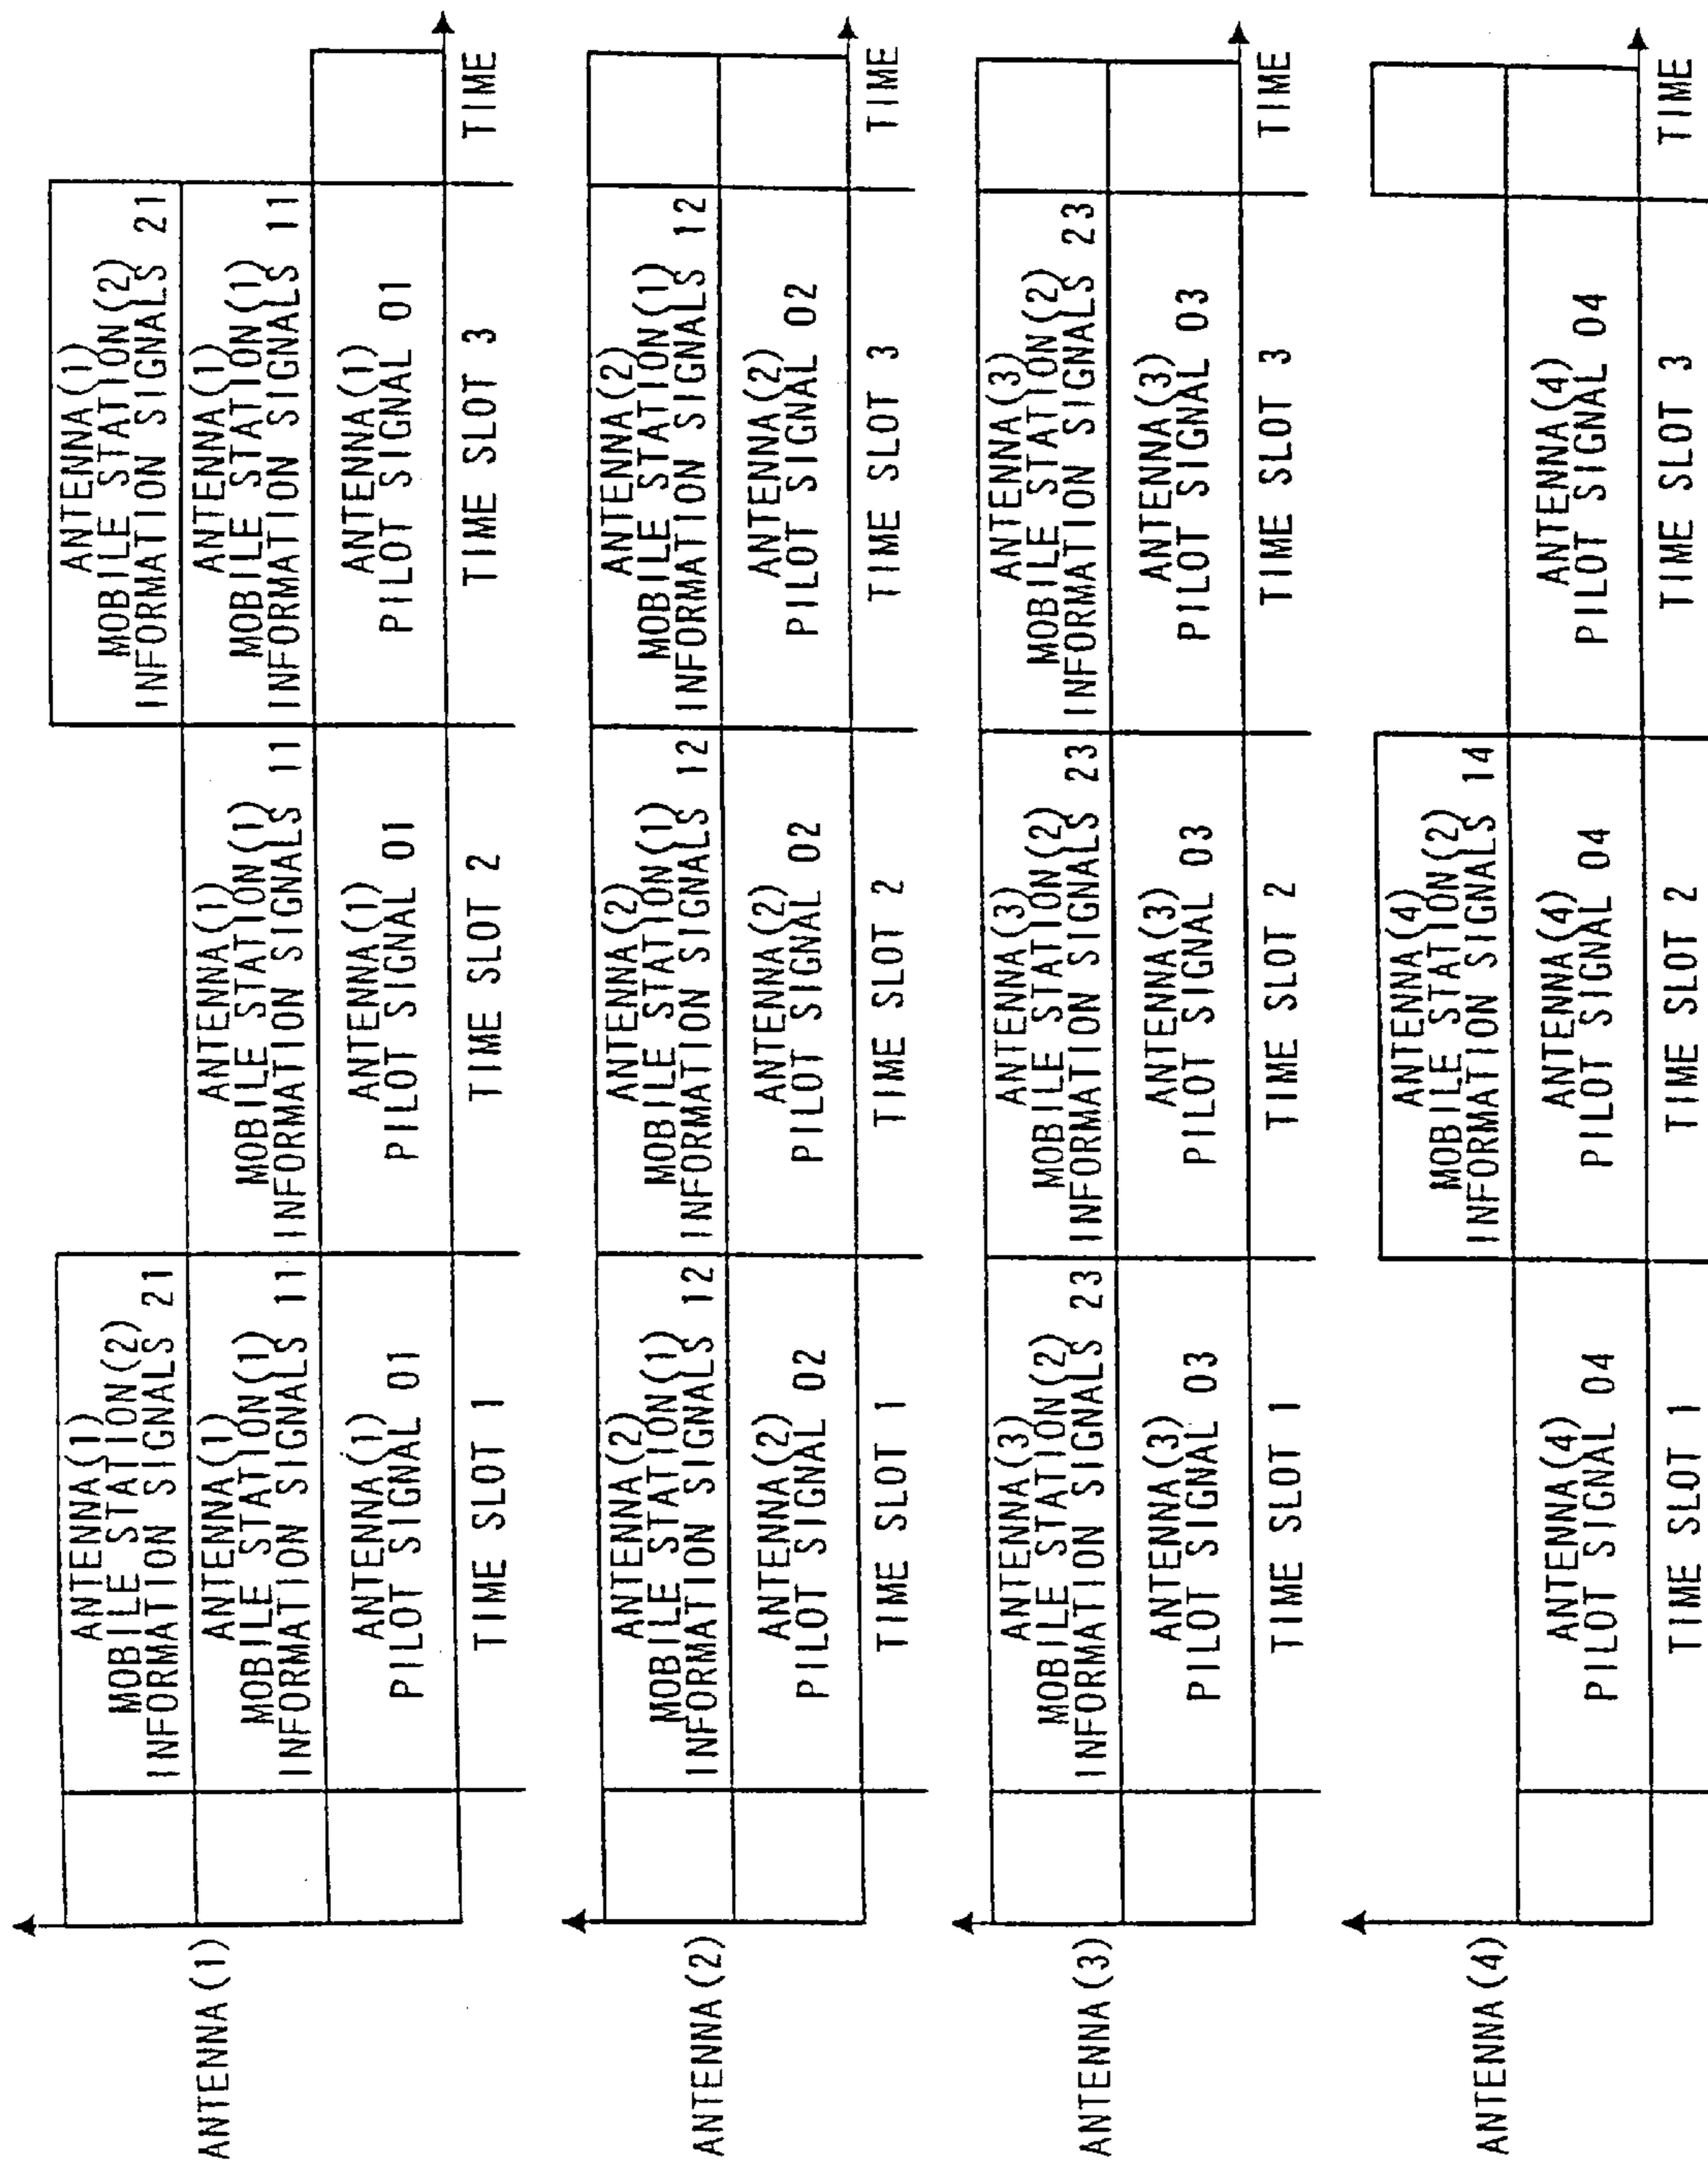 ANTENNA(1)
ANTENNA(1)
MOBILE STATION(2)
INFORMATION SIGNALS 21
ANTENNA(1)
MOBILE STATION(1)
INFORMATION SIGNALS 11
ANTENNA(1)
PILOT SIGNAL 01
TIME SLOT 1
ANTENNA(1)
MOBILE STATION(1)
INFORMATION SIGNALS 11
ANTENNA(1)
PILOT SIGNAL 01
TIME SLOT 2
ANTENNA(1)
MOBILE STATION(2)
INFORMATION SIGNALS 21
ANTENNA(1)
MOBILE STATION(1)
INFORMATION SIGNALS 11
ANTENNA(1)
PILOT SIGNAL 01
TIME SLOT 3
TIME
ANTENNA(2)
ANTENNA(2)
MOBILE STATION(1)
INFORMATION SIGNALS 12
ANTENNA(2)
PILOT SIGNAL 02
TIME SLOT 1
ANTENNA(2)
MOBILE STATION(1)
INFORMATION SIGNALS 12
ANTENNA(2)
PILOT SIGNAL 02
TIME SLOT 2
ANTENNA(2)
MOBILE STATION(1)
INFORMATION SIGNALS 12
ANTENNA(2)
PILOT SIGNAL 02
TIME SLOT 3
TIME
ANTENNA(3)
ANTENNA(3)
MOBILE STATION(2)
INFORMATION SIGNALS 23
ANTENNA(3)
PILOT SIGNAL 03
TIME SLOT 1
ANTENNA(3)
MOBILE STATION(2)
INFORMATION SIGNALS 23
ANTENNA(3)
PILOT SIGNAL 03
TIME SLOT 2
ANTENNA(3)
MOBILE STATION(2)
INFORMATION SIGNALS 23
ANTENNA(3)
PILOT SIGNAL 03
TIME SLOT 3
TIME
ANTENNA(4)
ANTENNA(4)
PILOT SIGNAL 04
TIME SLOT 1
ANTENNA(4)
MOBILE STATION(2)
INFORMATION SIGNALS 14
ANTENNA(4)
PILOT SIGNAL 04
TIME SLOT 2
ANTENNA(4)
PILOT SIGNAL 04
TIME SLOT 3
TIME